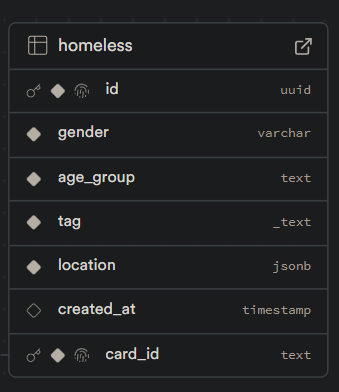 homeless
id uuid
gender varchar
age_group text
tag _text
location jsonb
created_at timestamp
card_id text